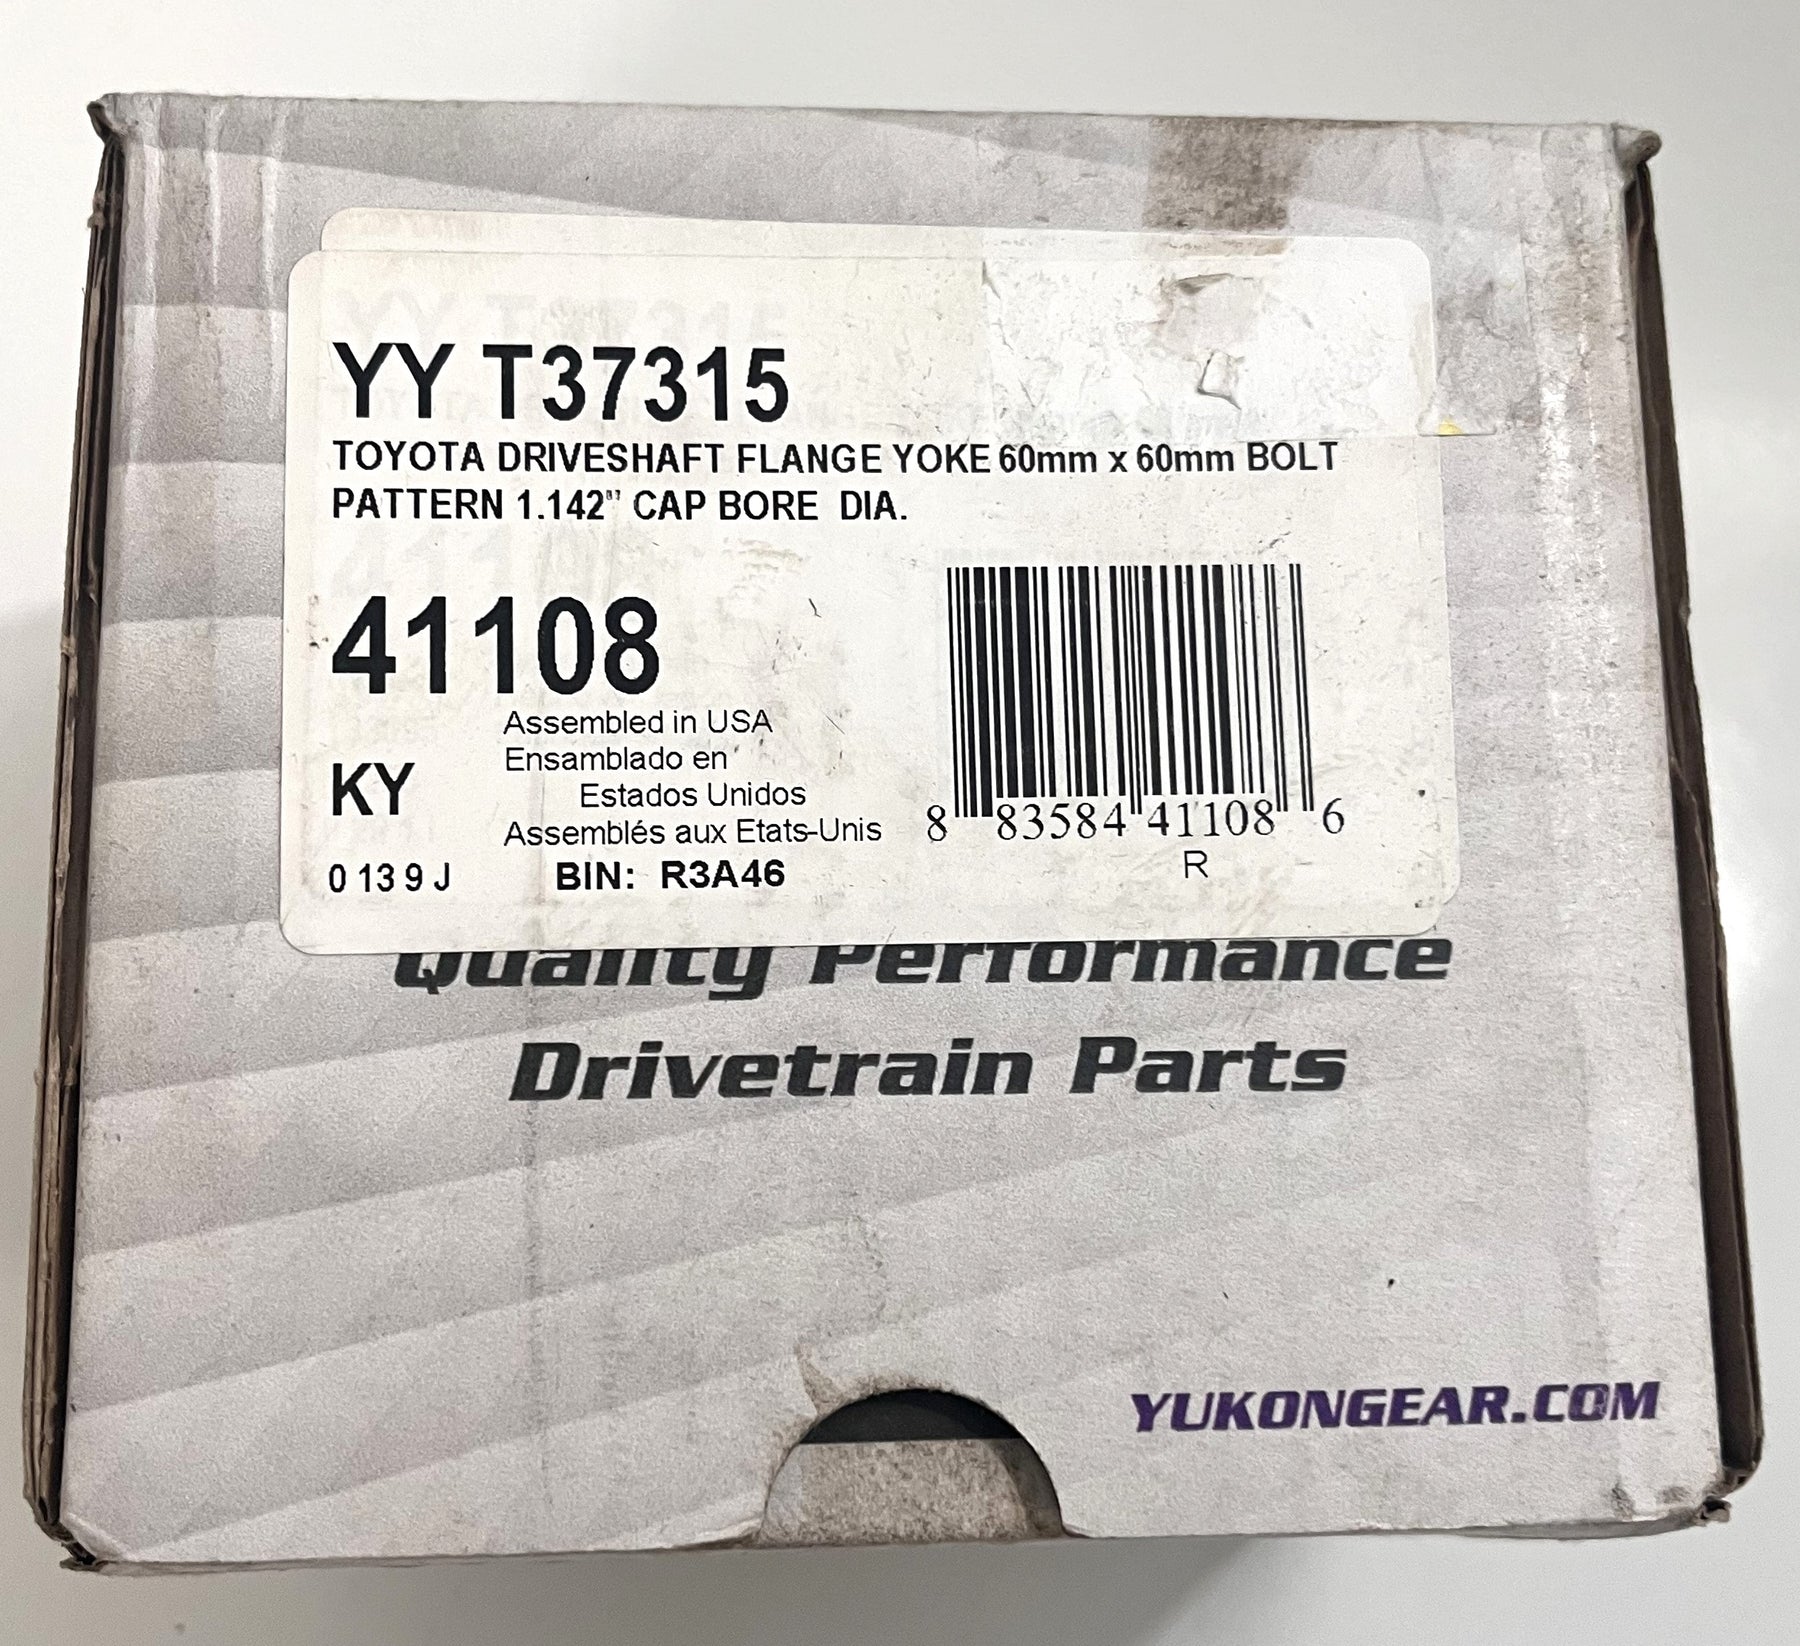 YY T37315
TOYOTA DRIVESHAFT FLANGE YOKE 60mm x 60mm BOLT
PATTERN 1.142" CAP BORE DIA.
41108
Assembled in USA
Ensamblado en
Estados Unidos
Assemblés aux Etats-Unis
KY
0 13 9 J
BIN: R3A46
8 83584 41108 6
R
Quality Performance
Drivetrain Parts
YUKONGEAR.COM